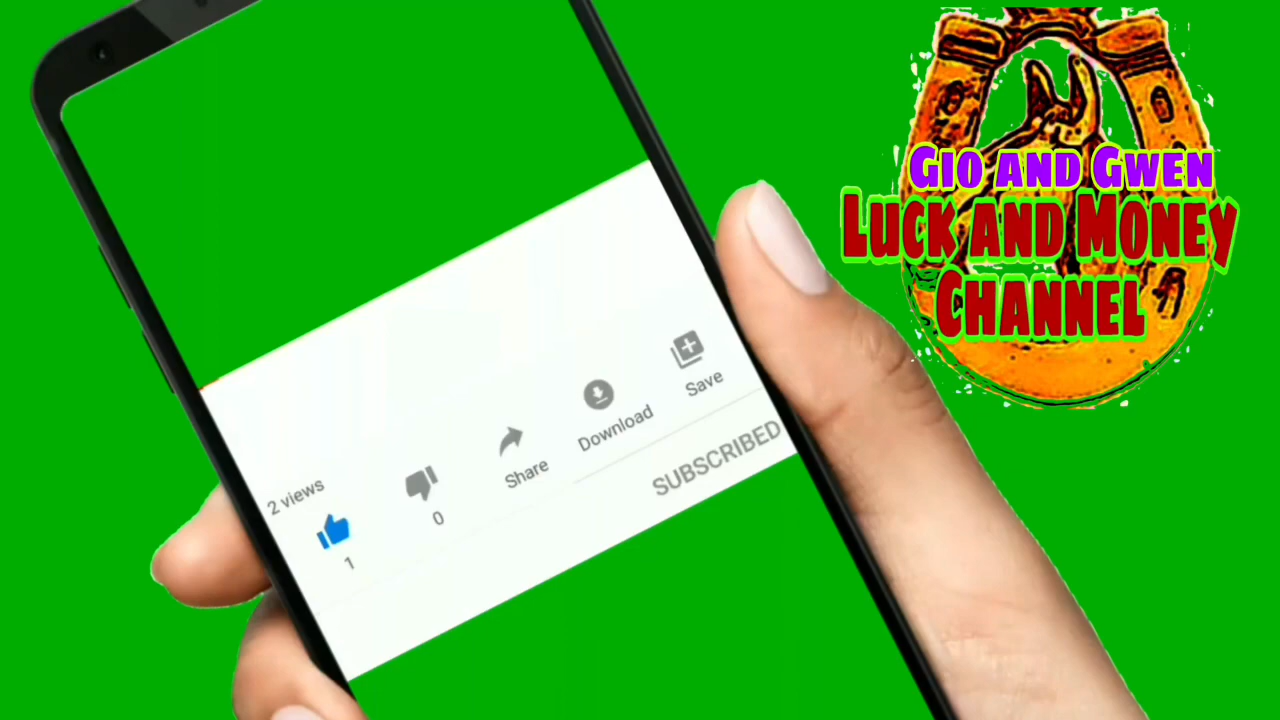 Gio and Gwen
Luck and Money
Channel
2 views
1
0
Share
Download
Save
SUBSCRIBED